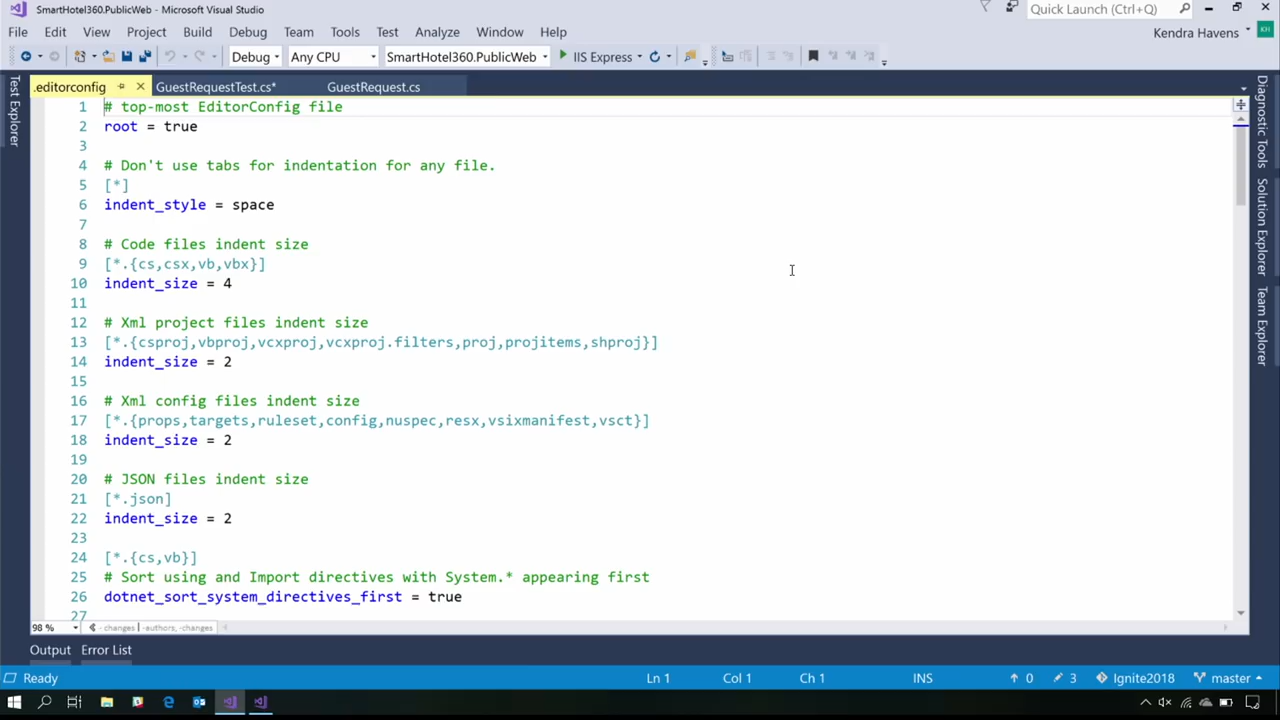 SmartHotel360.PublicWeb - Microsoft Visual Studio
Quick Launch (Ctrl+Q)
File Edit View Project Build Debug Team Tools Test Analyze Window Help
Kendra Havens KH
Debug Any CPU SmartHotel360.PublicWeb IIS Express
.editorconfig GuestRequestTest.cs* GuestRequest.cs
Test Explorer
Diagnostic Tools
Solution Explorer
Team Explorer
1 # top-most EditorConfig file
2 root = true
3
4 # Don't use tabs for indentation for any file.
5 [*]
6 indent_style = space
7
8 # Code files indent size
9 [*.{cs,csx,vb,vbx}]
10 indent_size = 4
11
12 # Xml project files indent size
13 [*.{csproj,vbproj,vcxproj,vcxproj.filters,proj,projitems,shproj}]
14 indent_size = 2
15
16 # Xml config files indent size
17 [*.{props,targets,ruleset,config,nuspec,resx,vsixmanifest,vsct}]
18 indent_size = 2
19
20 # JSON files indent size
21 [*.json]
22 indent_size = 2
23
24 [*.{cs,vb}]
25 # Sort using and Import directives with System.* appearing first
26 dotnet_sort_system_directives_first = true
27
98 % - changes | -authors, -changes
Output Error List
Ready Ln 1 Col 1 Ch 1 INS 0 3 Ignite2018 master